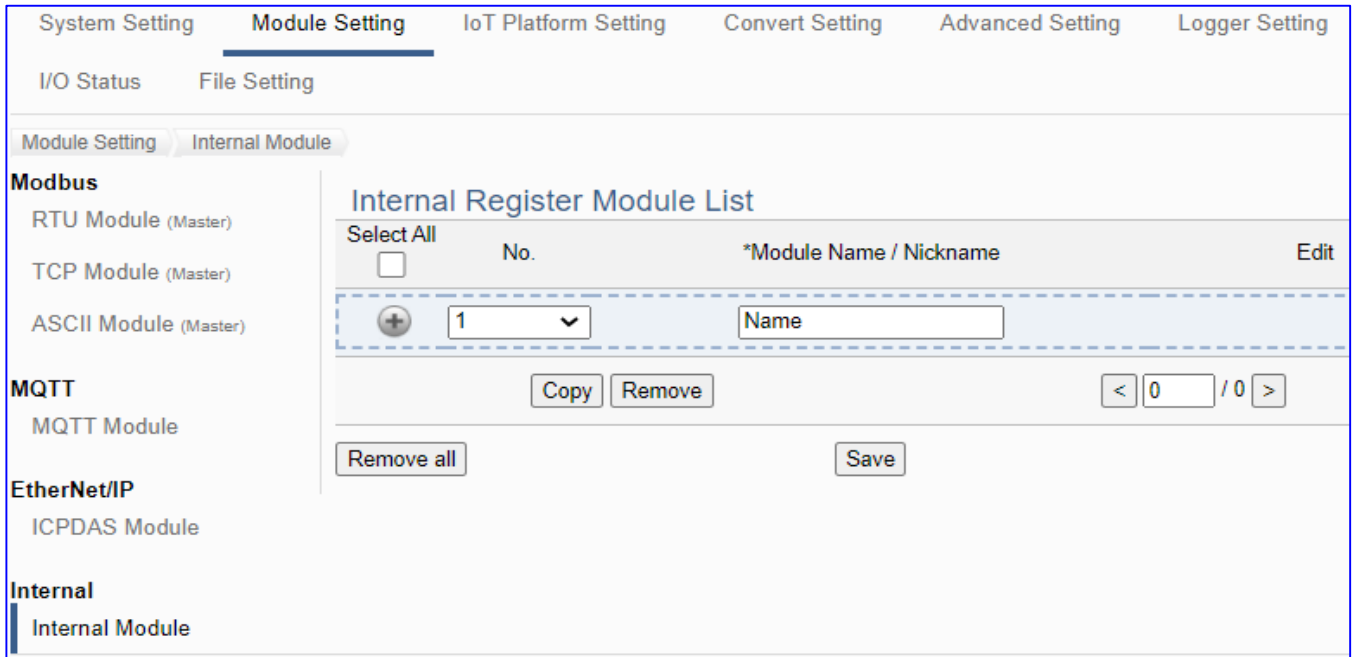 System Setting Module Setting IoT Platform Setting Convert Setting Advanced Setting Logger Setting
I/O Status File Setting
Module Setting Internal Module
Modbus
RTU Module (Master)
TCP Module (Master)
ASCII Module (Master)
MQTT
MQTT Module
EtherNet/IP
ICPDAS Module
Internal
Internal Module
Internal Register Module List
Select All No. *Module Name / Nickname Edit
1 Name
Copy Remove < 0 / 0 >
Remove all Save